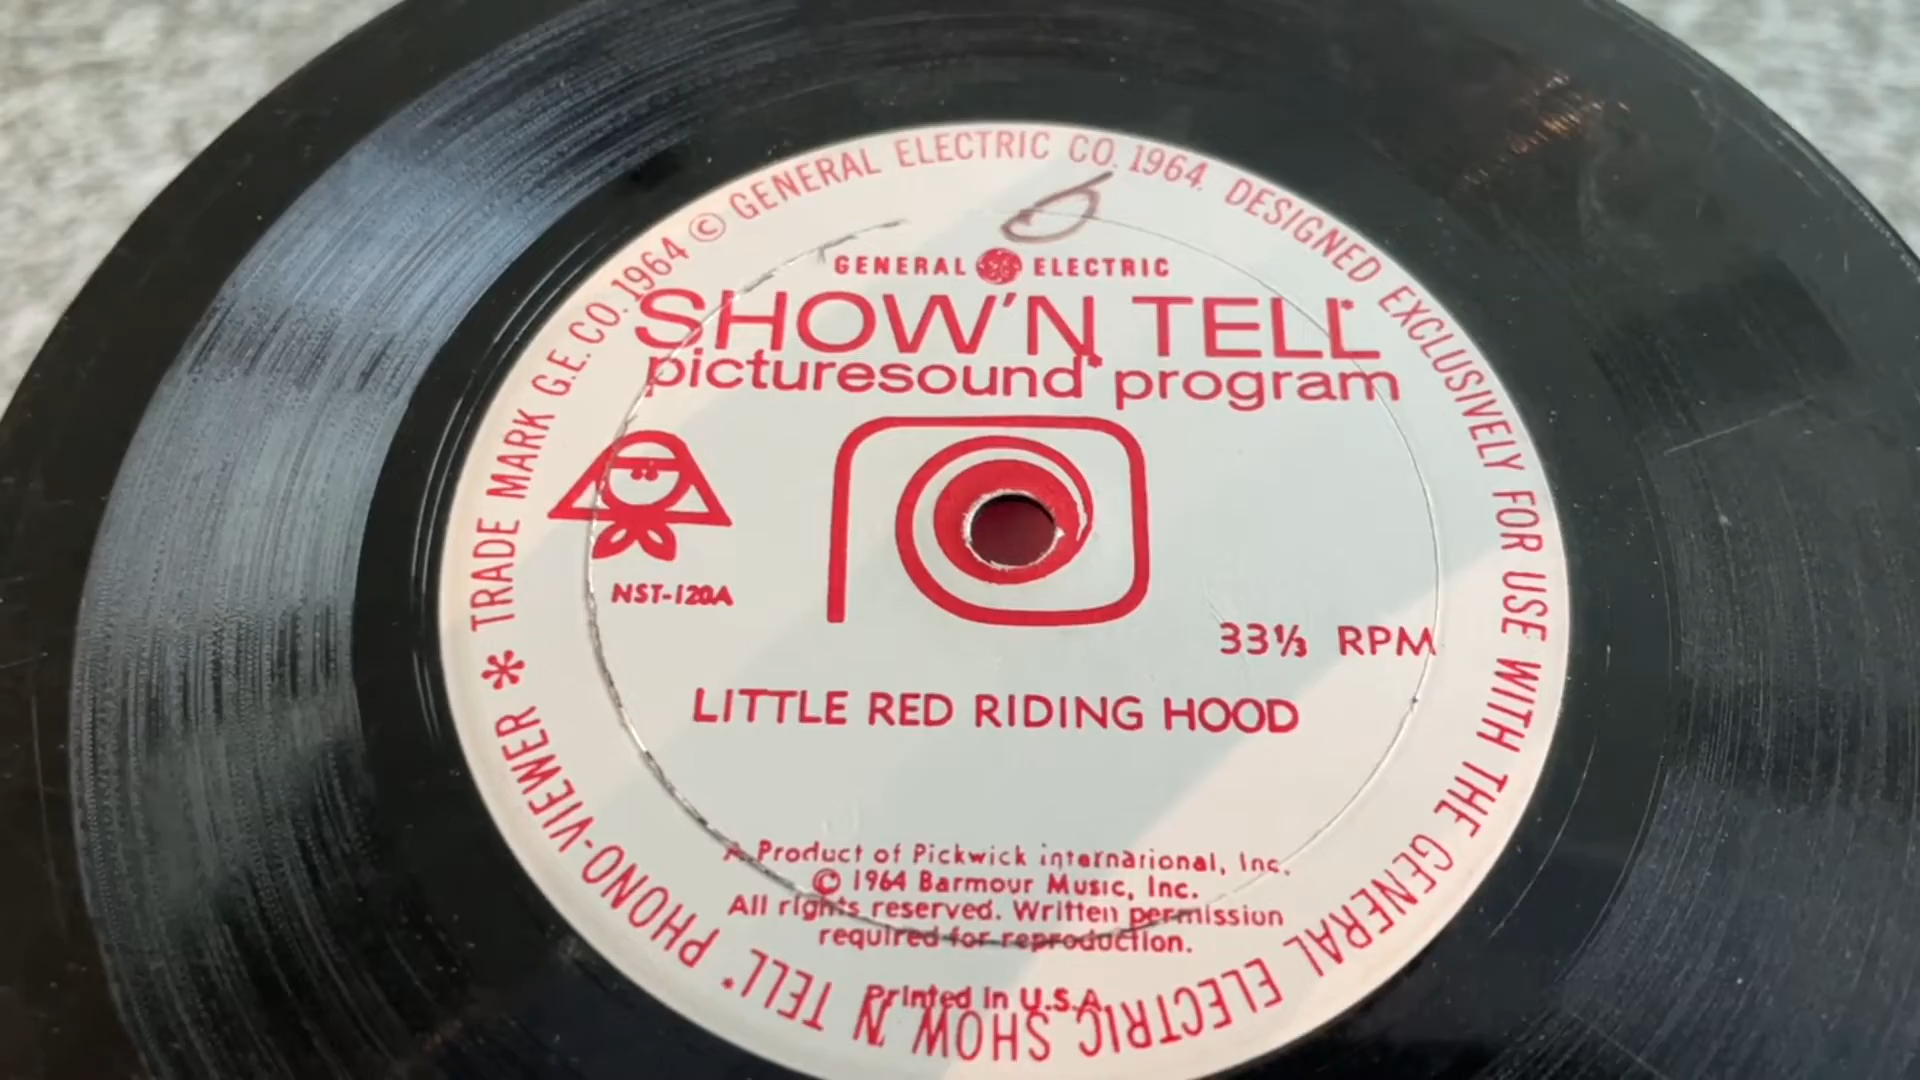 * TRADE MARK G.E. CO. 1964 © GENERAL ELECTRIC CO. 1964. DESIGNED EXCLUSIVELY FOR USE WITH THE GENERAL ELECTRIC SHOW 'N TELL* PHONO-VIEWER
6
GENERAL GE ELECTRIC
SHOW'N TELL*
picturesound* program
NST-120A
33⅓ RPM
LITTLE RED RIDING HOOD
A Product of Pickwick International, Inc.
© 1964 Barmour Music, Inc.
All rights reserved. Written permission
required for reproduction.
Printed in U.S.A.